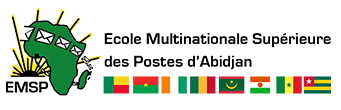 Ecole Multinationale Supérieure
des Postes d'Abidjan
EMSP